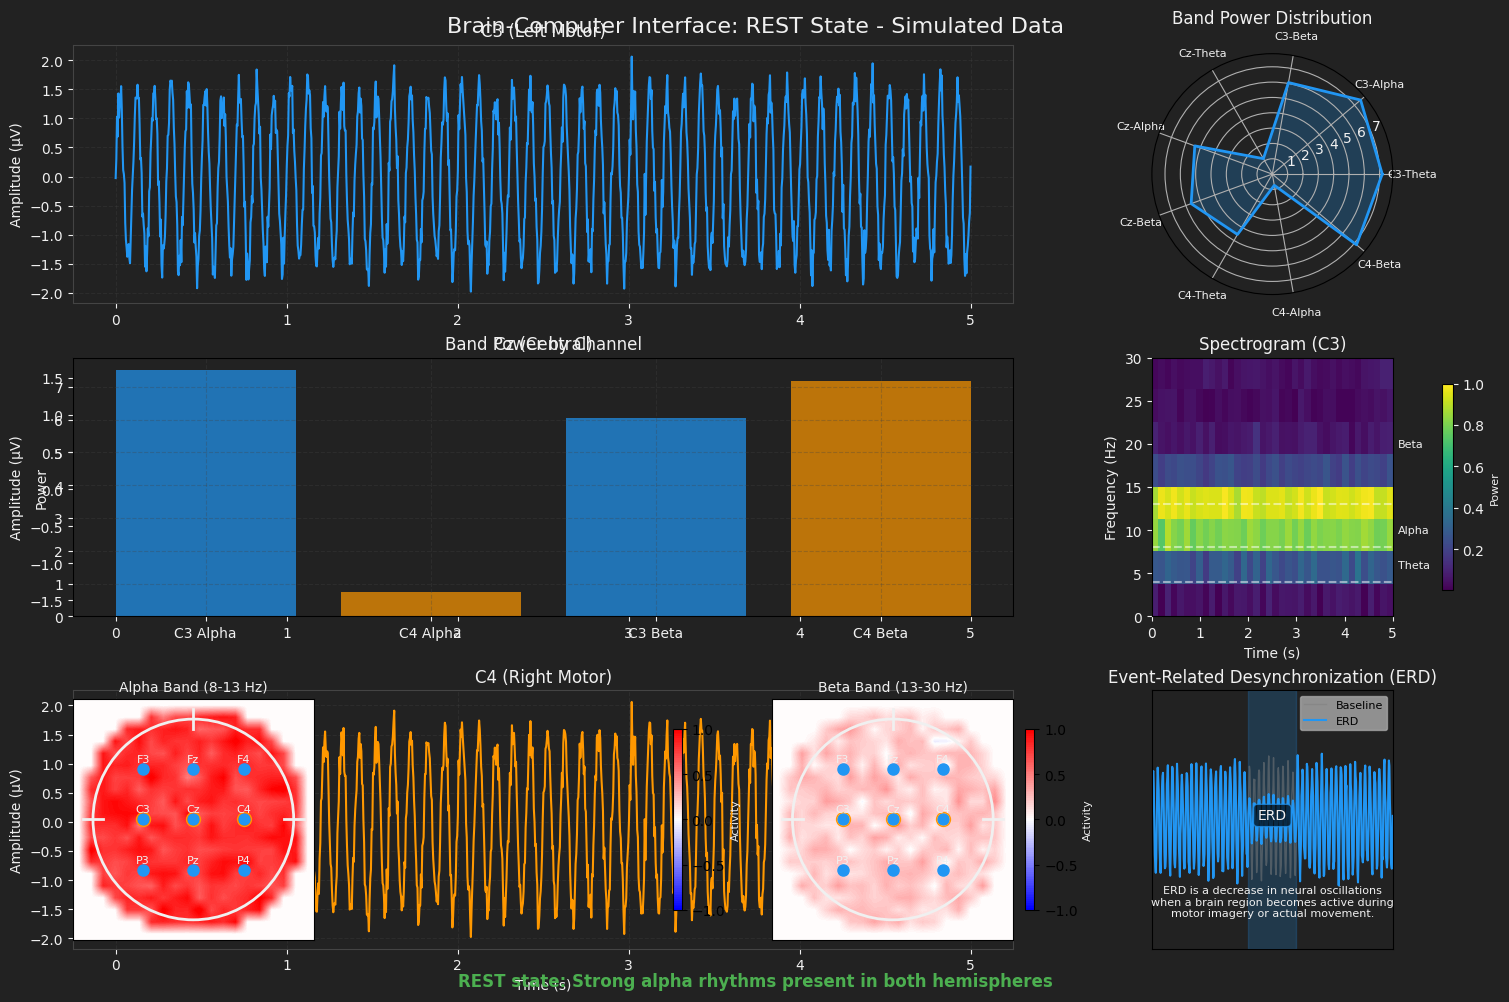 Brain-Computer Interface: REST State - Simulated Data
C3 (Left Motor)
Amplitude (μV)
2.0
1.5
1.0
0.5
0.0
−0.5
−1.0
−1.5
−2.0
0 1 2 3 4 5
Band Power Distribution
C3-Theta
C3-Alpha
C3-Beta
Cz-Theta
Cz-Alpha
Cz-Beta
C4-Theta
C4-Alpha
C4-Beta
1 2 3 4 5 6 7
Band Power by Channel
Cz (Central)
Amplitude (μV)
Power
1.5
1.0
0.5
0.0
−0.5
−1.0
−1.5
7
6
4
3
2
1
0
0 1 2 3 4 5
C3 Alpha
C4 Alpha
C3 Beta
C4 Beta
Spectrogram (C3)
Frequency (Hz)
30
25
20
15
10
5
0
0 1 2 3 4 5
Time (s)
Beta
Alpha
Theta
1.0
0.8
0.6
0.4
0.2
Power
C4 (Right Motor)
Amplitude (μV)
2.0
1.5
1.0
0.5
0.0
−0.5
−1.0
−1.5
−2.0
0 1 2 3 4 5
Time (s)
Alpha Band (8-13 Hz)
F3 Fz F4
C3 Cz C4
P3 Pz P4
1.0
0.5
0.0
−0.5
−1.0
Activity
Beta Band (13-30 Hz)
F3 Fz F4
C3 Cz C4
P3 Pz P4
1.0
0.5
0.0
−0.5
−1.0
Activity
Event-Related Desynchronization (ERD)
Baseline
ERD
ERD
ERD is a decrease in neural oscillations
when a brain region becomes active during
motor imagery or actual movement.
REST state: Strong alpha rhythms present in both hemispheres